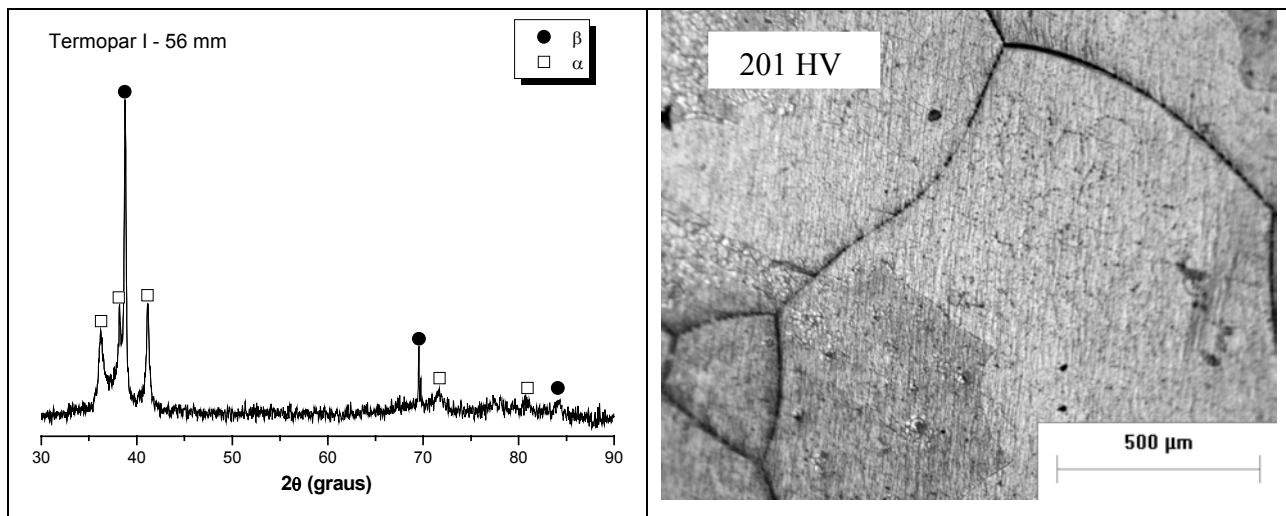 Termopar I - 56 mm
● β
□ α
30 40 50 60 70 80 90
2θ (graus)
201 HV
500 µm